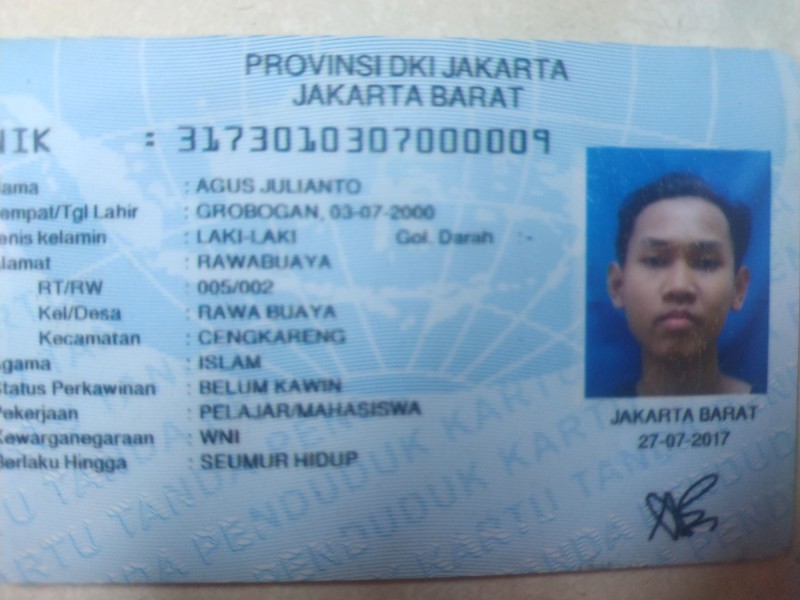 PROVINSI DKI JAKARTA
JAKARTA BARAT
NIK : 3173010307000009
ama : AGUS JULIANTO
empat/Tgl Lahir : GROBOGAN, 03-07-2000
enis kelamin : LAKI-LAKI Gol. Darah : -
lamat : RAWABUAYA
RT/RW : 005/002
Kel/Desa : RAWA BUAYA
Kecamatan : CENGKARENG
gama : ISLAM
Status Perkawinan : BELUM KAWIN
Pekerjaan : PELAJAR/MAHASISWA
Kewarganegaraan : WNI
Berlaku Hingga : SEUMUR HIDUP
JAKARTA BARAT
27-07-2017
KARTU TANDA PENDUDUK KARTU TANDA PENDUDUK